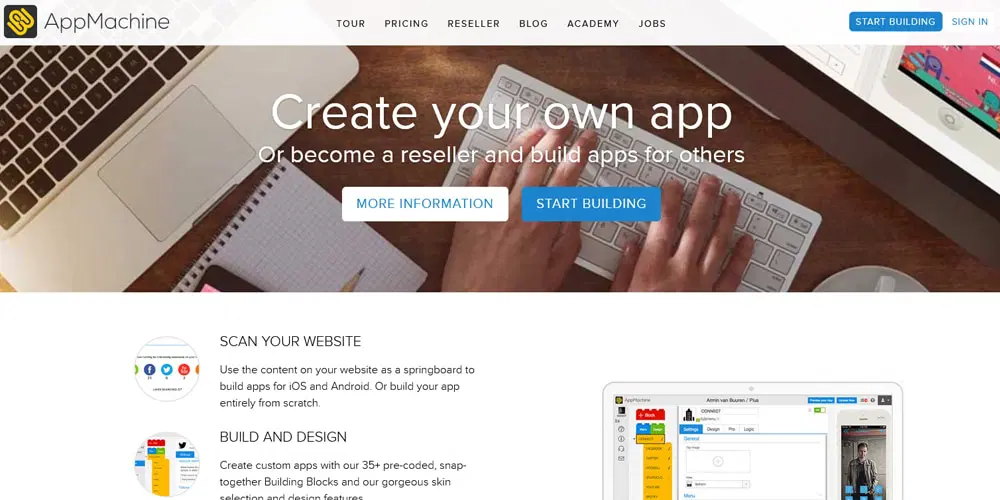 AppMachine
TOUR PRICING RESELLER BLOG ACADEMY JOBS
START BUILDING SIGN IN
Create your own app
Or become a reseller and build apps for others
MORE INFORMATION START BUILDING
SCAN YOUR WEBSITE
Use the content on your website as a springboard to
build apps for iOS and Android. Or build your app
entirely from scratch.
BUILD AND DESIGN
Create custom apps with our 35+ pre-coded, snap-
together Building Blocks and our gorgeous skin
selection and design features.
AppMachine
Armin van Buuren / Plus
Block
CONNECT
Settings Design Pro Logic
General
Menu